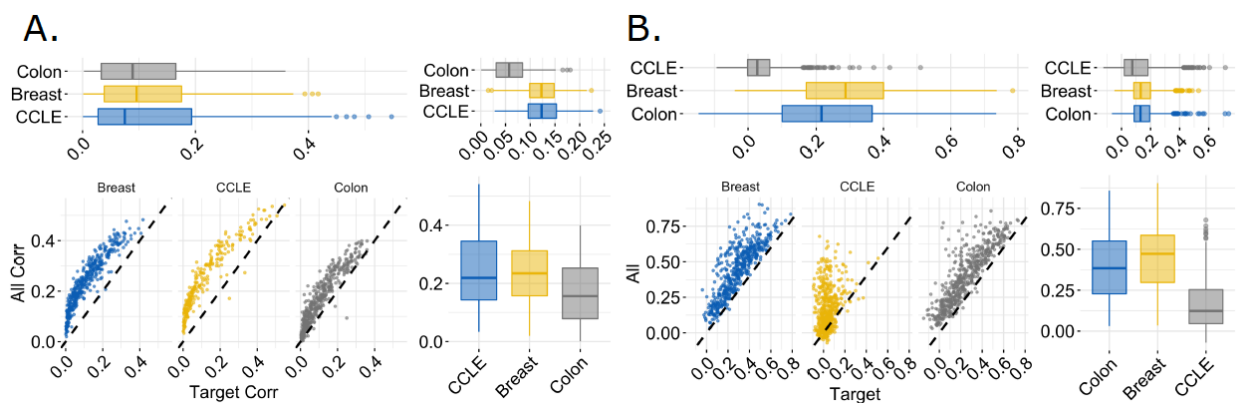 A.
Colon
Breast
CCLE
0.0 0.2 0.4
Colon
Breast
CCLE
0.00 0.05 0.10 0.15 0.20 0.25
Breast CCLE Colon
All Corr
0.4
0.2
0.0
0.0 0.2 0.4 0.0 0.2 0.4 0.0 0.2 0.4
Target Corr
0.4
0.2
0.0
CCLE Breast Colon
B.
CCLE
Breast
Colon
0.0 0.2 0.4 0.6 0.8
CCLE
Breast
Colon
0.0 0.2 0.4 0.6
Breast CCLE Colon
All
0.75
0.50
0.25
0.00
0.0 0.2 0.4 0.6 0.8 0.0 0.2 0.4 0.6 0.8 0.0 0.2 0.4 0.6 0.8
Target
0.75
0.50
0.25
0.00
Colon Breast CCLE